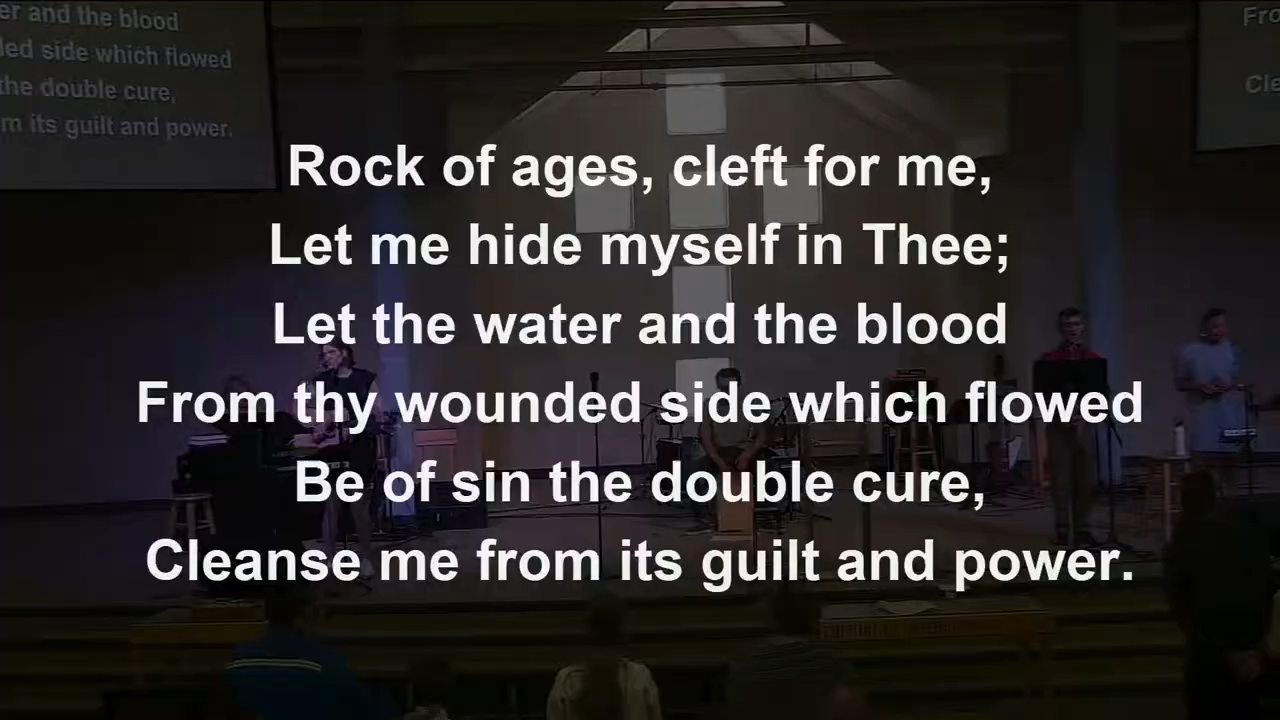 er and the blood
led side which flowed
the double cure,
m its guilt and power.
Fro
Cle
Rock of ages, cleft for me,
Let me hide myself in Thee;
Let the water and the blood
From thy wounded side which flowed
Be of sin the double cure,
Cleanse me from its guilt and power.